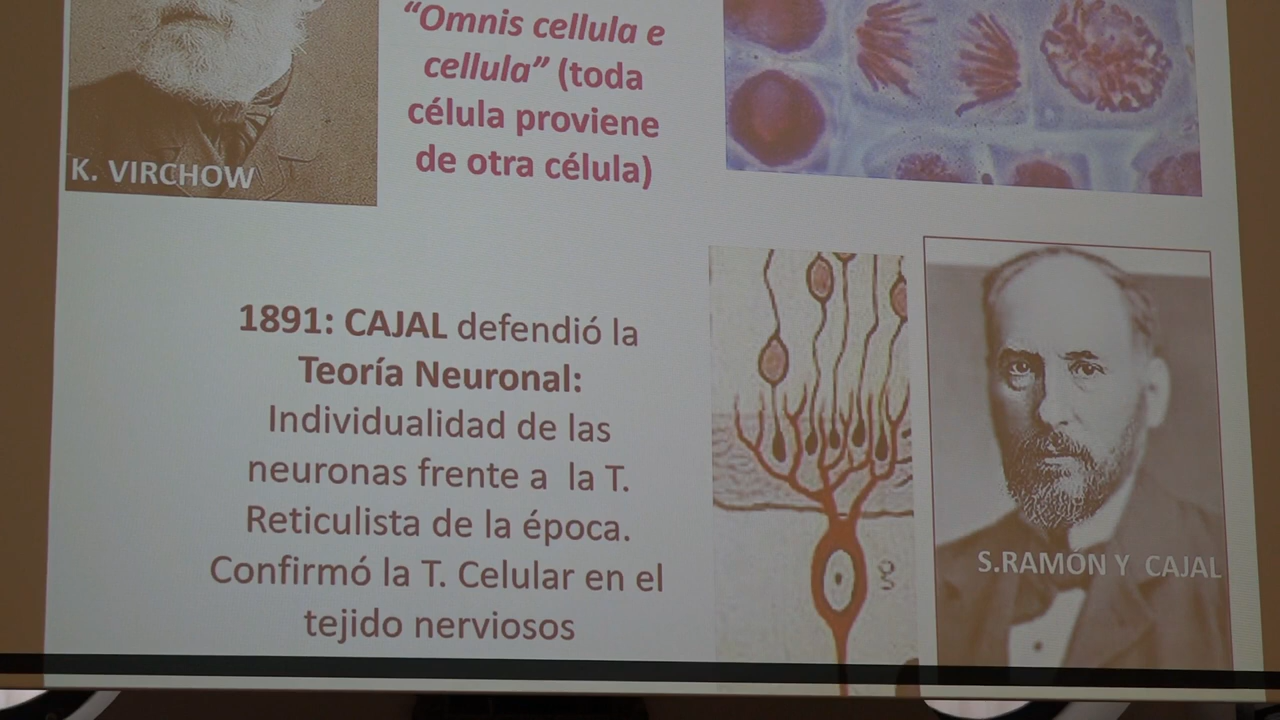 “Omnis cellula e
cellula” (toda
célula proviene
de otra célula)
K. VIRCHOW
1891: CAJAL defendió la
Teoría Neuronal:
Individualidad de las
neuronas frente a la T.
Reticulista de la época.
Confirmó la T. Celular en el
tejido nerviosos
S.RAMÓN Y CAJAL